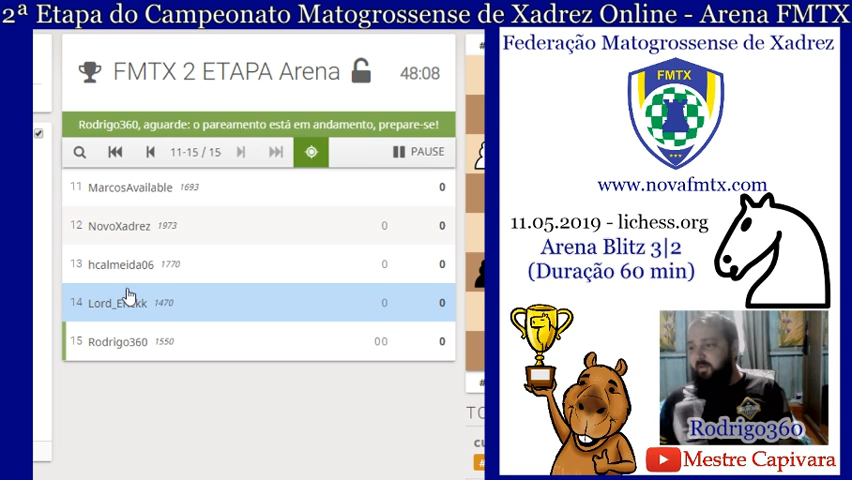 2ª Etapa do Campeonato Matogrossense de Xadrez Online - Arena FMTX
FMTX 2 ETAPA Arena
48:08
Rodrigo360, aguarde: o pareamento está em andamento, prepare-se!
11-15 / 15
PAUSE
11 MarcosAvailable 1693 0
12 NovoXadrez 1973 0 0
13 hcalmeida06 1770 0 0
14 1470 0 0
15 Rodrigo360 1550 00 0
Federação Matogrossense de Xadrez
FMTX
www.novafmtx.com
11.05.2019 - lichess.org
Arena Blitz 3|2
(Duração 60 min)
Rodrigo360
Mestre Capivara